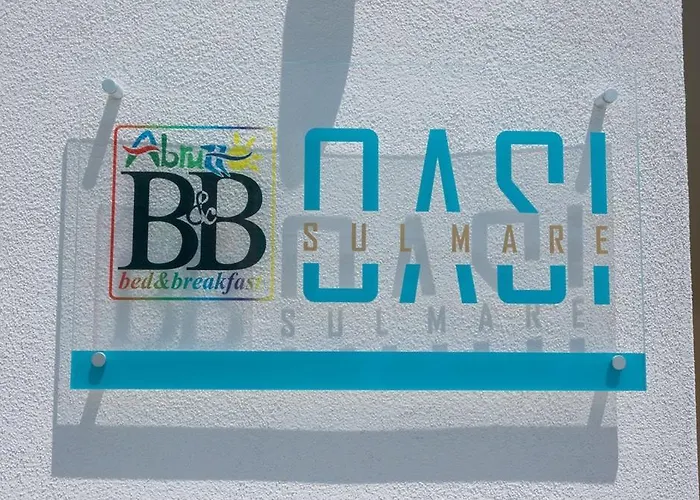 Abruzzo
B&B
bed&breakfast
OASI
SULMARE